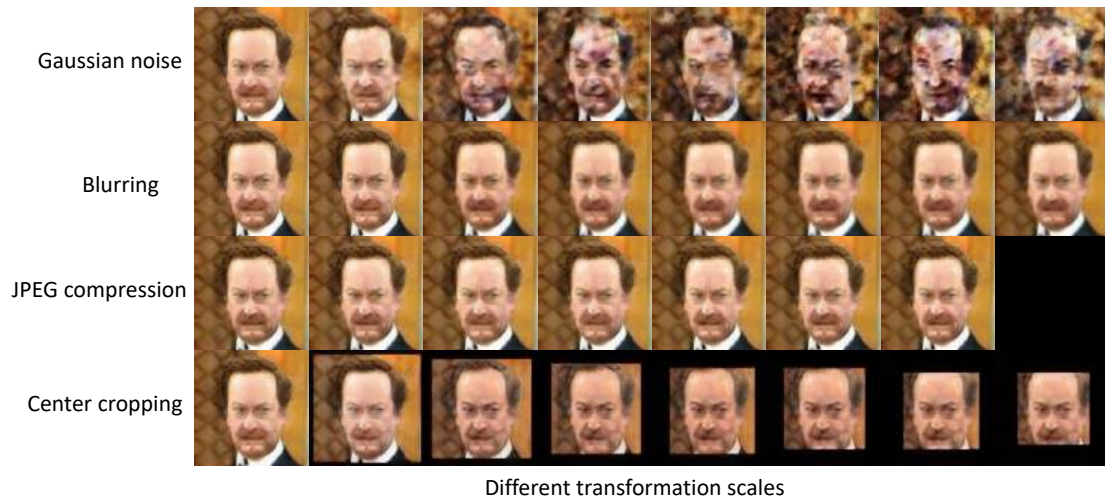 Gaussian noise
Blurring
JPEG compression
Center cropping
Different transformation scales